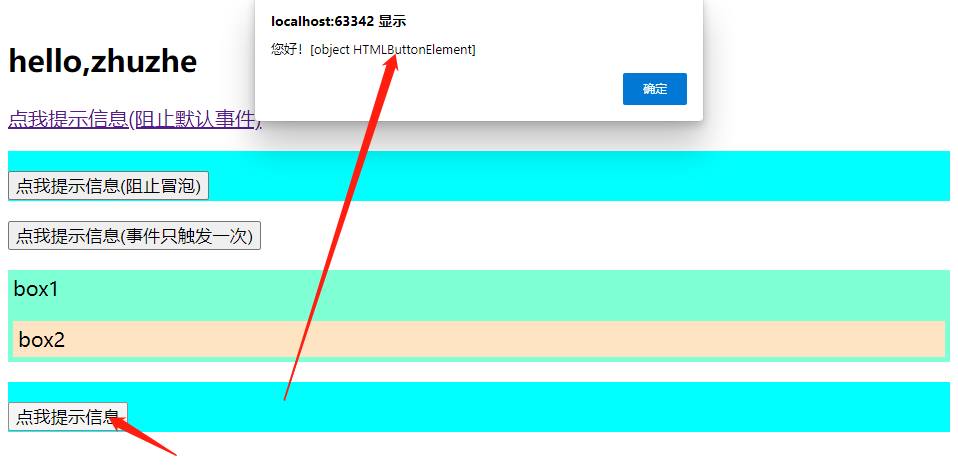 localhost:63342 显示
您好！[object HTMLButtonElement]
确定
hello,zhuzhe
点我提示信息(阻止默认事件)
点我提示信息(阻止冒泡)
点我提示信息(事件只触发一次)
box1
box2
点我提示信息